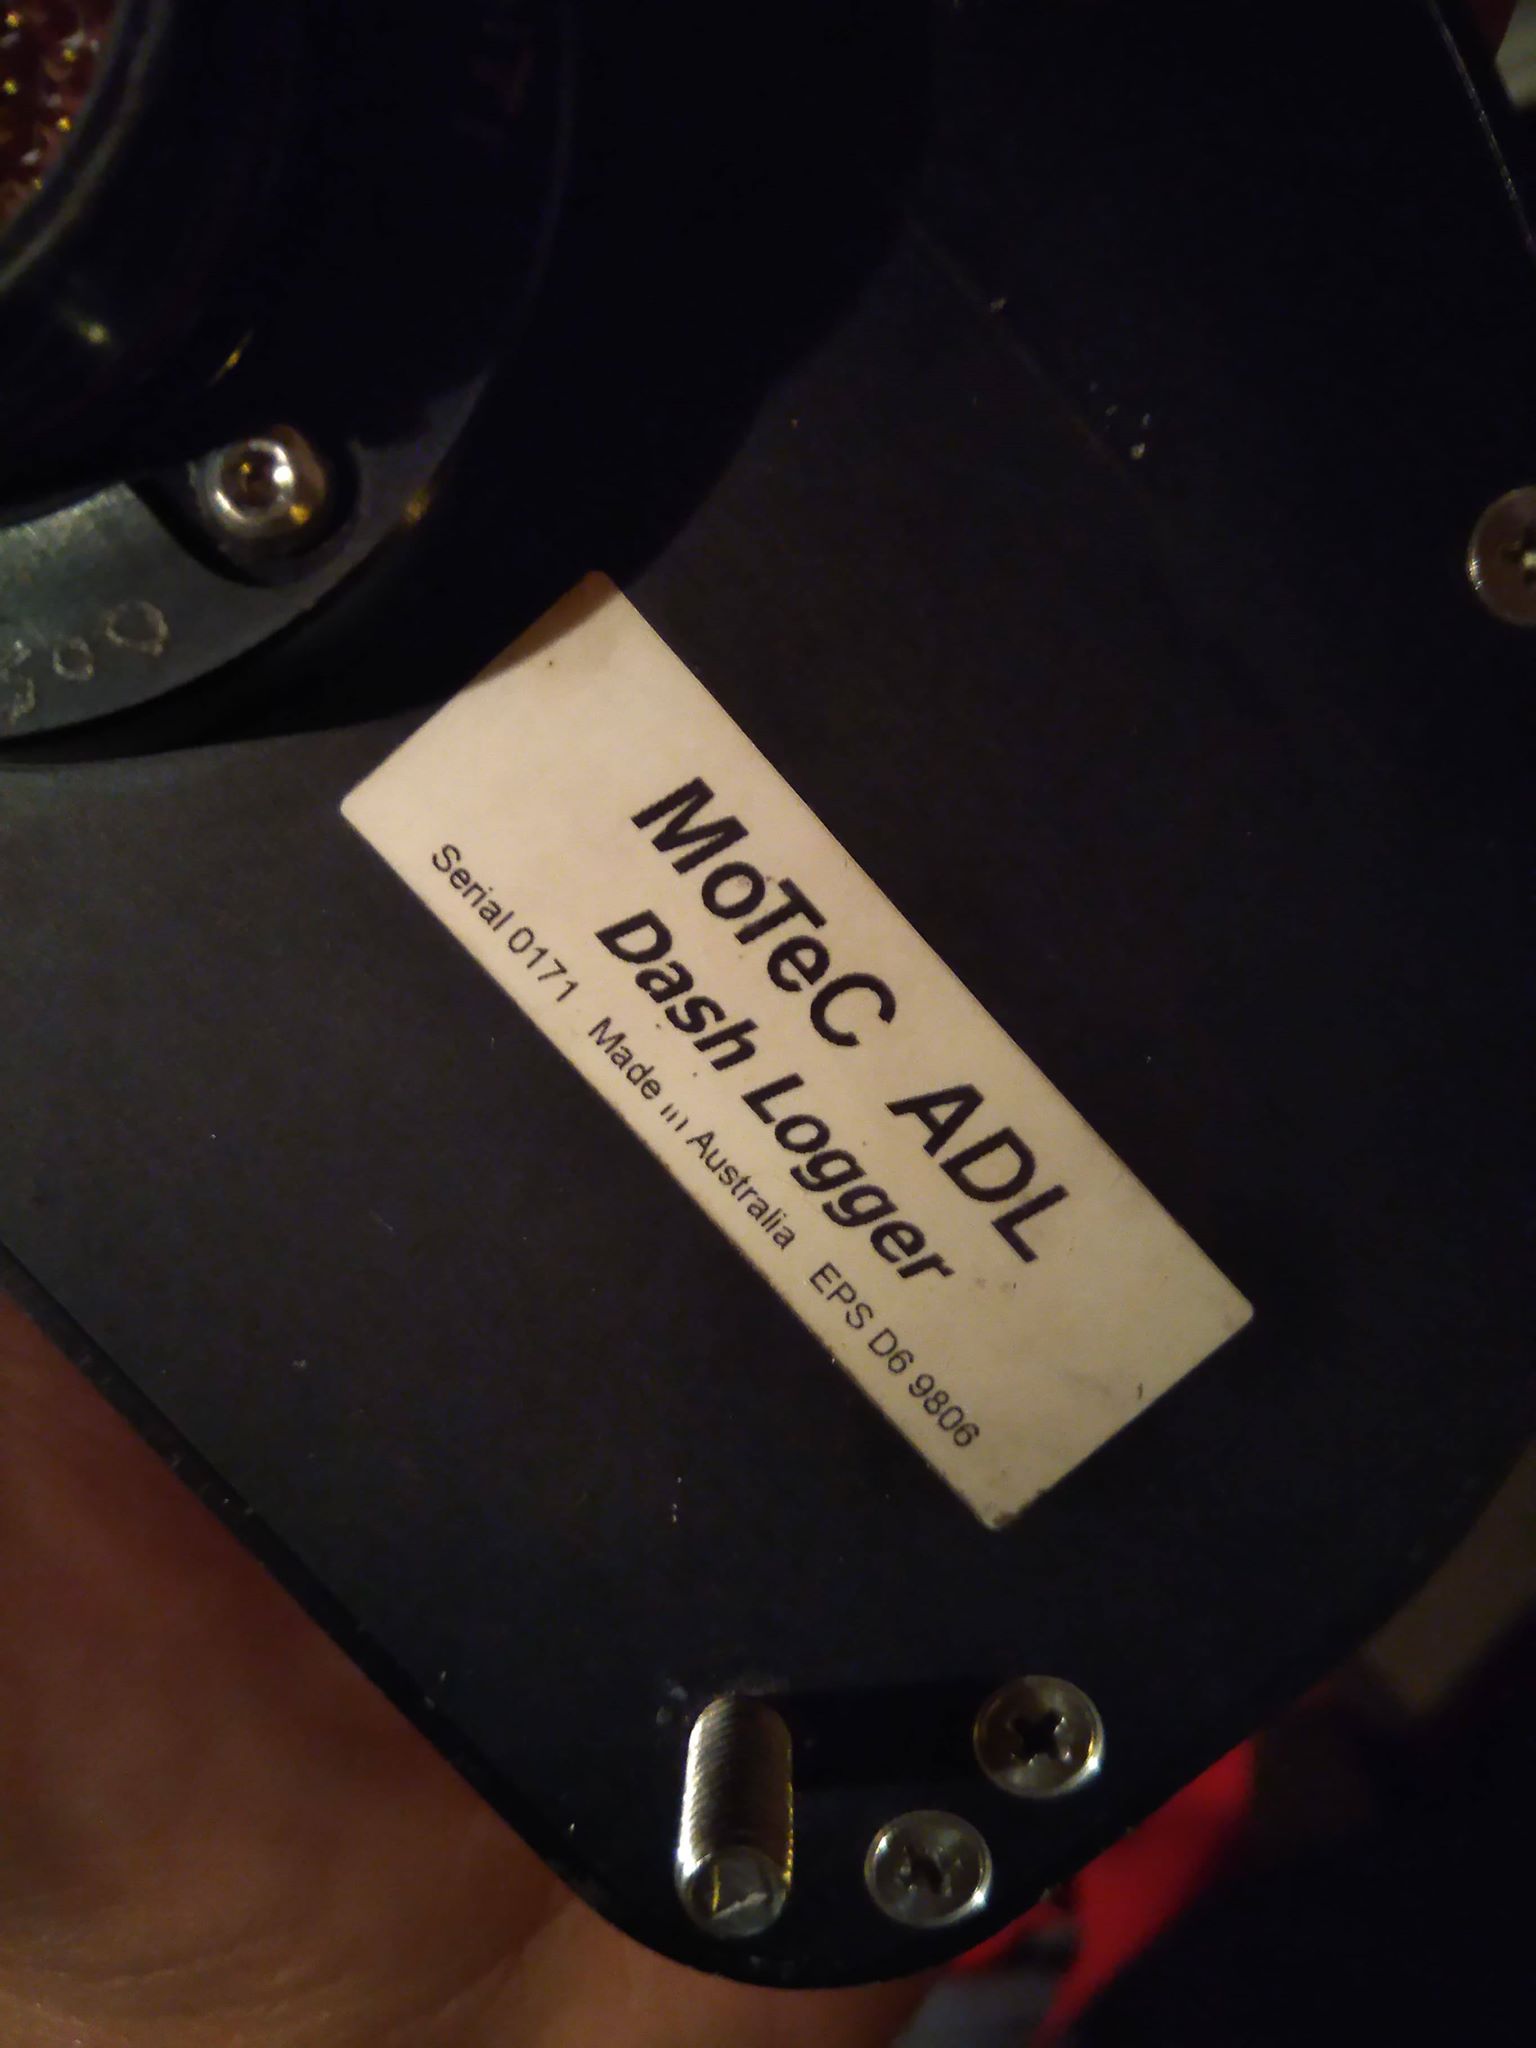 MoTeC ADL
Dash Logger
Serial 0171 Made in Australia EPS D6 9806